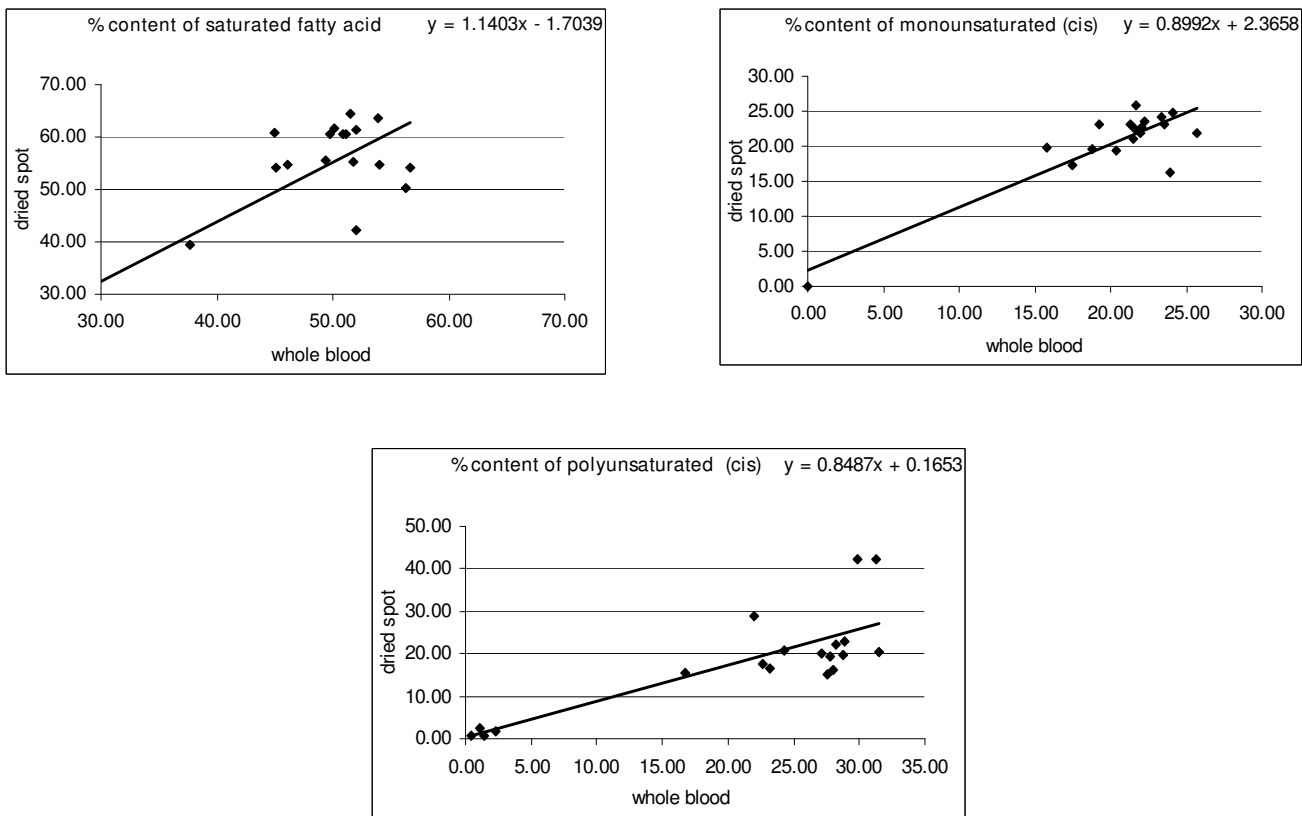 % content of saturated fatty acid y = 1.1403x - 1.7039
70.00
60.00
50.00
40.00
30.00
dried spot
30.00 40.00 50.00 60.00 70.00
whole blood
% content of monounsaturated (cis) y = 0.8992x + 2.3658
30.00
25.00
20.00
15.00
10.00
5.00
0.00
dried spot
0.00 5.00 10.00 15.00 20.00 25.00 30.00
whole blood
% content of polyunsaturated (cis) y = 0.8487x + 0.1653
50.00
40.00
30.00
20.00
10.00
0.00
dried spot
0.00 5.00 10.00 15.00 20.00 25.00 30.00 35.00
whole blood